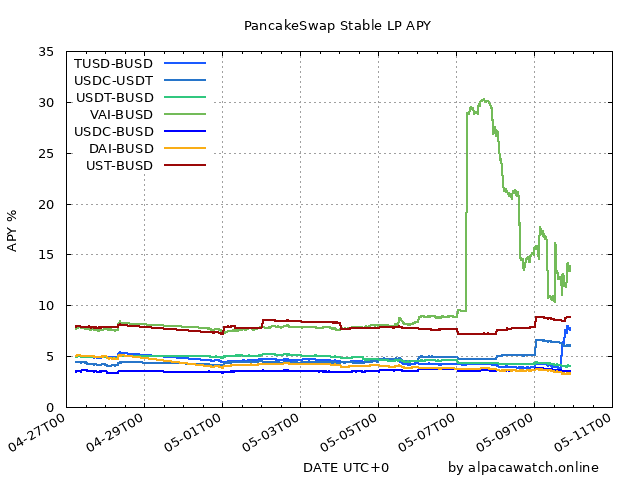 PancakeSwap Stable LP APY
35
30
25
20
15
10
5
0
APY %
TUSD-BUSD
USDC-USDT
USDT-BUSD
VAI-BUSD
USDC-BUSD
DAI-BUSD
UST-BUSD
04-27T00
04-29T00
05-01T00
05-03T00
05-05T00
05-07T00
05-09T00
05-11T00
DATE UTC+0
by alpacawatch.online